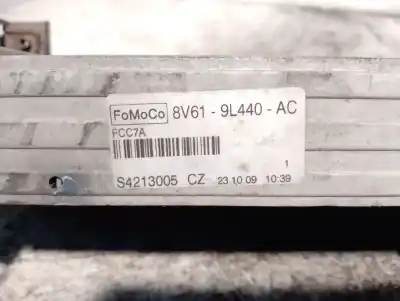 FoMoCo 8V61 - 9L440 - AC
FCC7A
1
S4213005 CZ 23 10 09 10:39